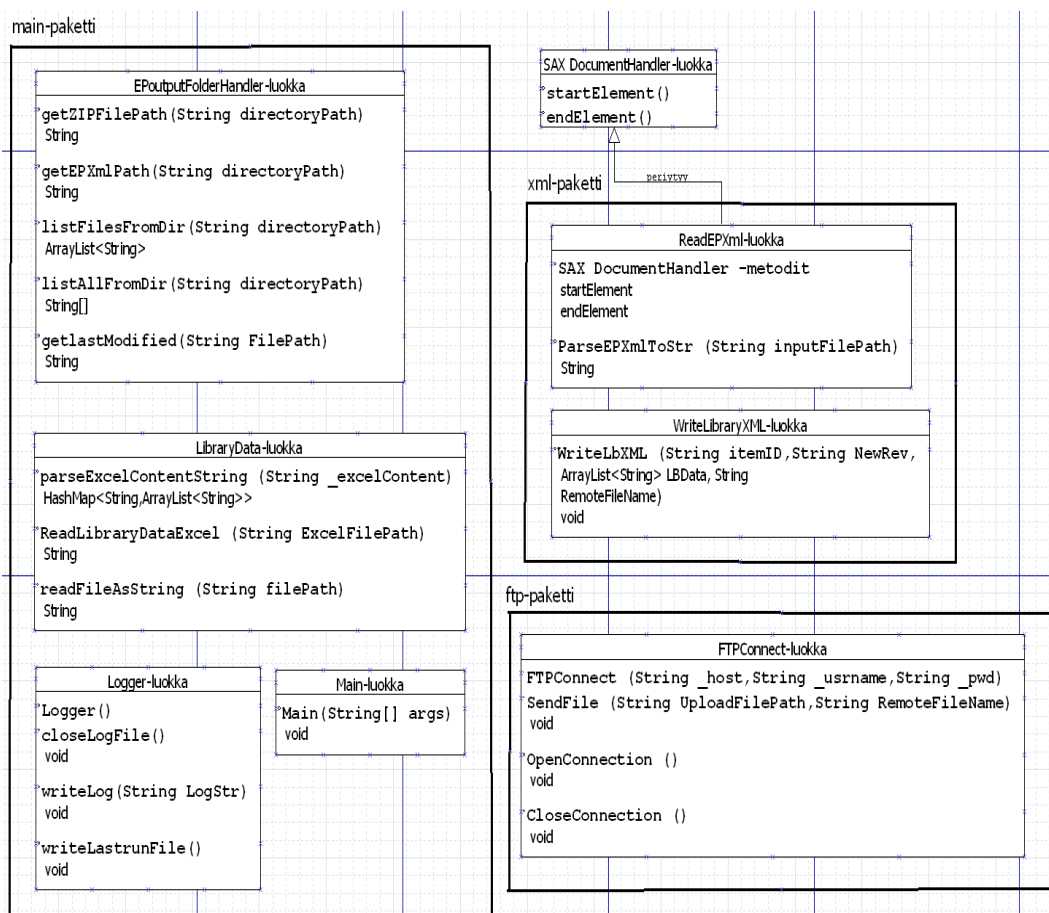 main-paketti
EPoutputFolderHandler-luokka
getZIPFilePath(String directoryPath)
String
getEPXmlPath(String directoryPath)
String
listFilesFromDir(String directoryPath)
ArrayList<String>
listAllFromDir(String directoryPath)
String[]
getlastModified(String FilePath)
String
LibraryData-luokka
parseExcelContentString (String _excelContent)
HashMap<String,ArrayList<String>>
ReadLibraryDataExcel (String ExcelFilePath)
String
readFileAsString (String filePath)
String
Logger-luokka
Logger()
closeLogFile()
void
writeLog(String LogStr)
void
writeLastrunFile()
void
Main-luokka
Main(String[] args)
void
SAX DocumentHandler-luokka
startElement()
endElement()
periytyy
xml-paketti
ReadEPXml-luokka
SAX DocumentHandler -metodit
startElement
endElement
ParseEPXmlToStr (String inputFilePath)
String
WriteLibraryXML-luokka
WriteLbXML (String itemID,String NewRev,
ArrayList<String> LBData, String
RemoteFileName)
void
ftp-paketti
FTPConnect-luokka
FTPConnect (String _host,String _usrname,String _pwd)
SendFile (String UploadFilePath,String RemoteFileName)
void
OpenConnection ()
void
CloseConnection ()
void